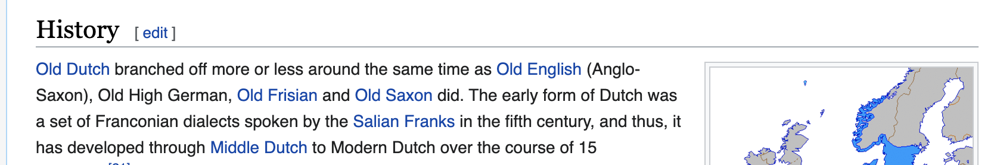 History [ edit ]
Old Dutch branched off more or less around the same time as Old English (Anglo-
Saxon), Old High German, Old Frisian and Old Saxon did. The early form of Dutch was
a set of Franconian dialects spoken by the Salian Franks in the fifth century, and thus, it
has developed through Middle Dutch to Modern Dutch over the course of 15